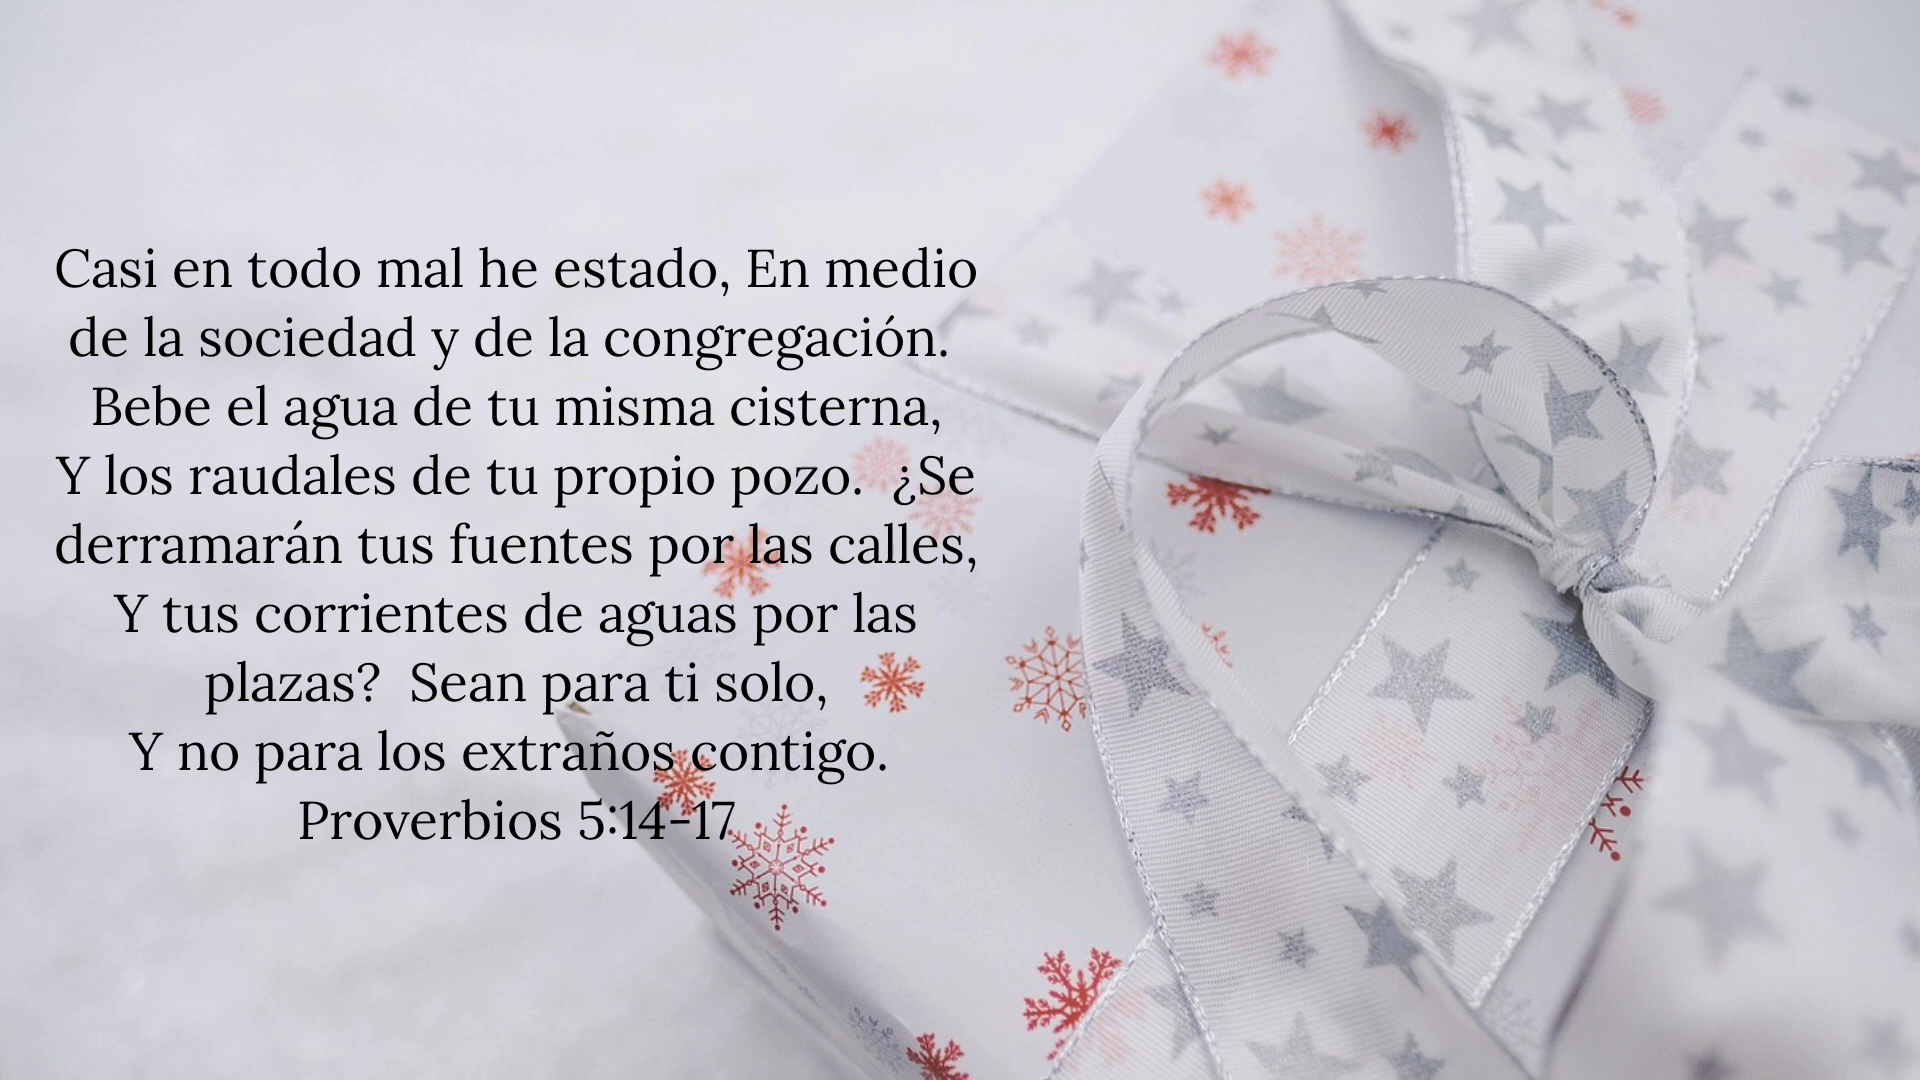 Casi en todo mal he estado, En medio
de la sociedad y de la congregación.
Bebe el agua de tu misma cisterna,
Y los raudales de tu propio pozo.  ¿Se
derramarán tus fuentes por las calles,
Y tus corrientes de aguas por las
plazas?  Sean para ti solo,
Y no para los extraños contigo.
Proverbios 5:14-17